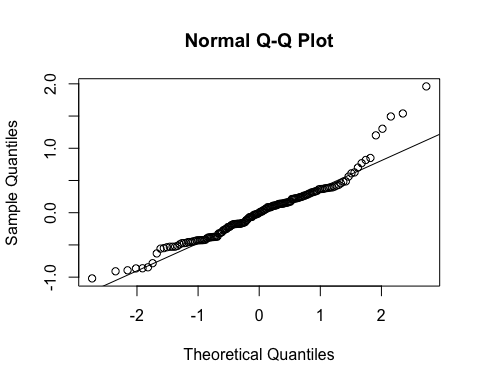 Normal Q-Q Plot
Sample Quantiles
2.0
1.0
0.0
-1.0
-2 -1 0 1 2
Theoretical Quantiles